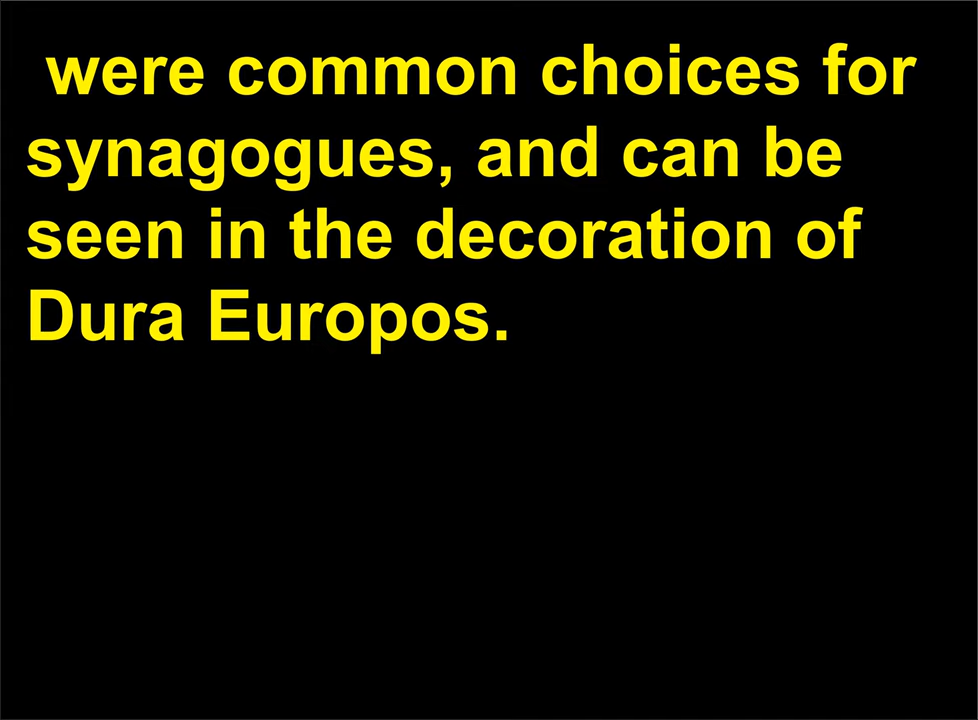 were common choices for
synagogues, and can be
seen in the decoration of
Dura Europos.